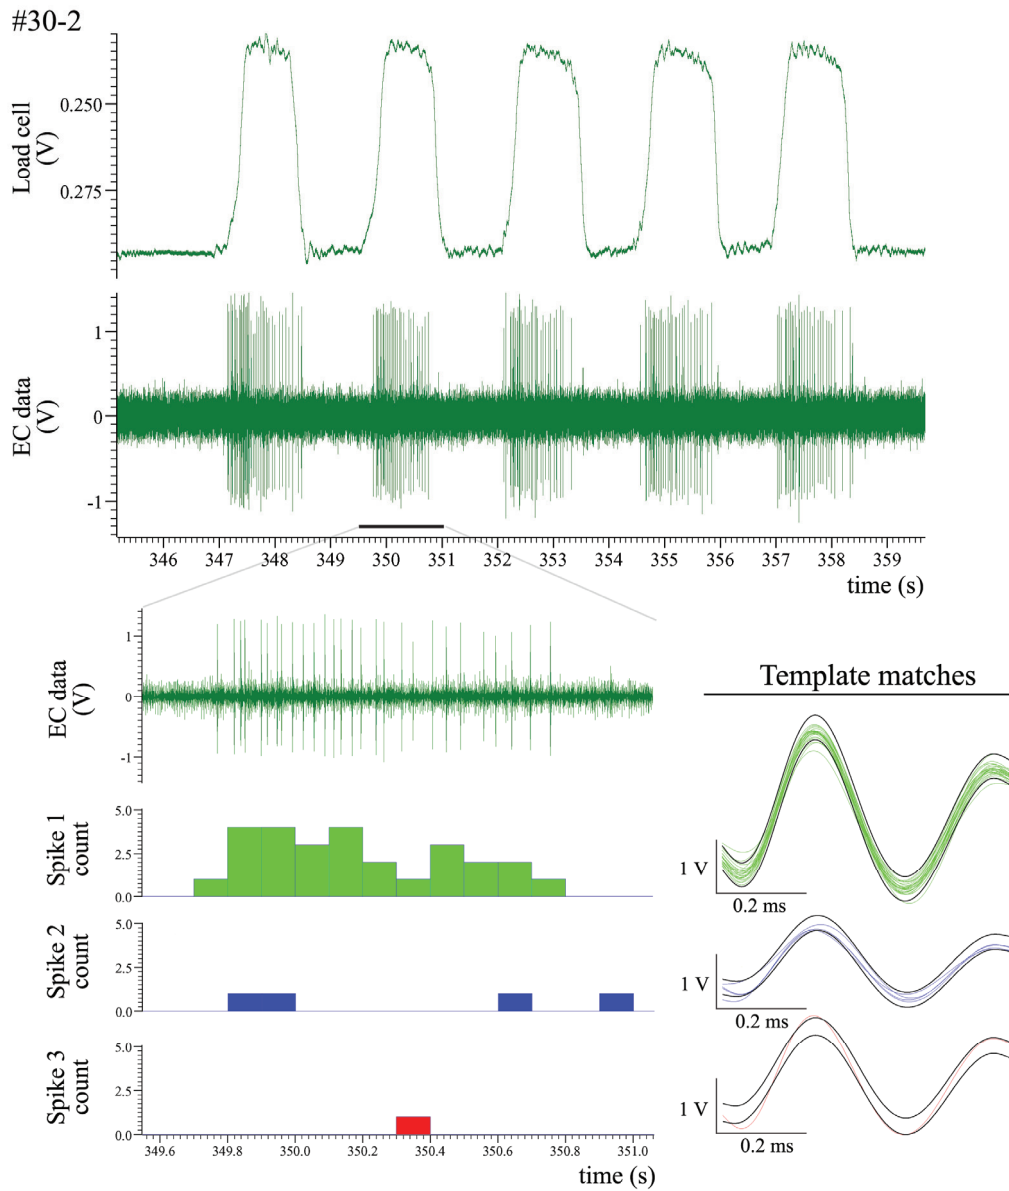 #30-2
Load cell
(V)
0.250
0.275
EC data
(V)
1
0
-1
346 347 348 349 350 351 352 353 354 355 356 357 358 359
time (s)
EC data
(V)
1
0
-1
Template matches
Spike 1
count
5.0
2.5
0.0
1 V
0.2 ms
Spike 2
count
5.0
2.5
0.0
1 V
0.2 ms
Spike 3
count
5.0
2.5
0.0
1 V
0.2 ms
349.6 349.8 350.0 350.2 350.4 350.6 350.8 351.0
time (s)